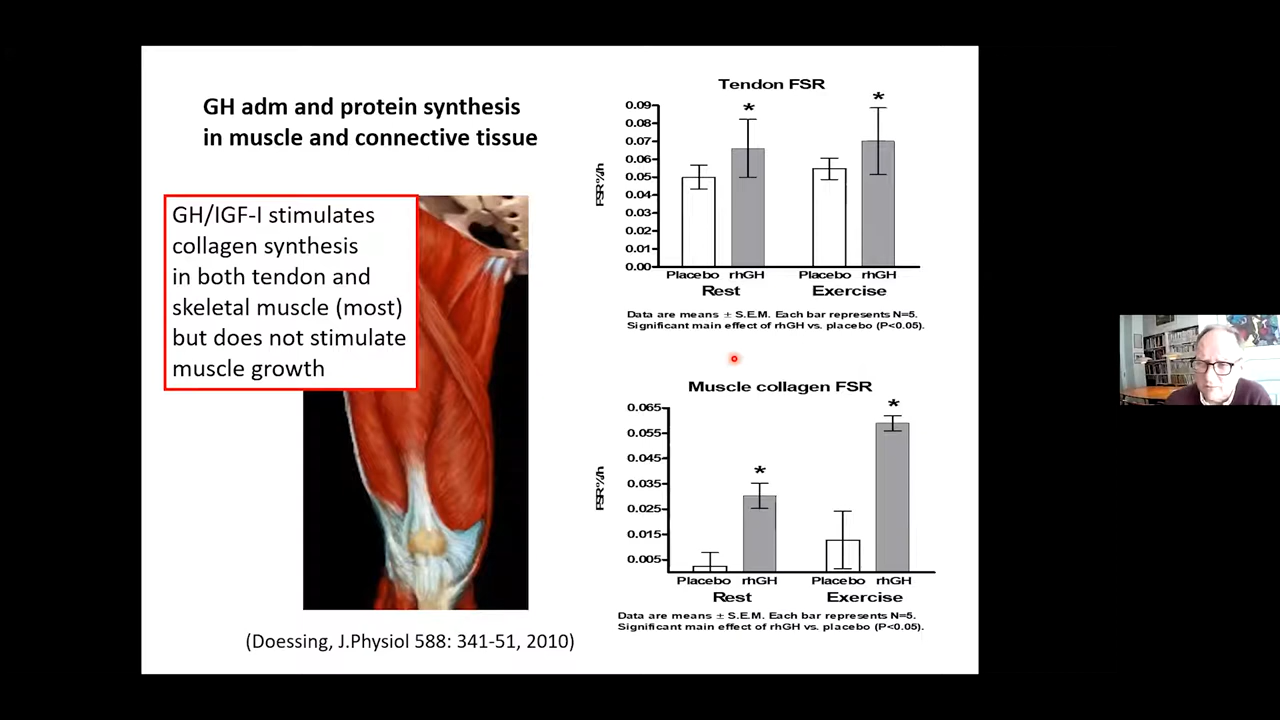 GH adm and protein synthesis
in muscle and connective tissue
GH/IGF-I stimulates
collagen synthesis
in both tendon and
skeletal muscle (most)
but does not stimulate
muscle growth
(Doessing, J.Physiol 588: 341-51, 2010)
Tendon FSR
FSR%/h
0.09
0.08
0.07
0.06
0.05
0.04
0.03
0.02
0.01
0.00
* *
Placebo rhGH Placebo rhGH
Rest Exercise
Data are means ± S.E.M. Each bar represents N=5.
Significant main effect of rhGH vs. placebo (P<0.05).
Muscle collagen FSR
FSR%/h
0.065
0.055
0.045
0.035
0.025
0.015
0.005
* *
Placebo rhGH Placebo rhGH
Rest Exercise
Data are means ± S.E.M. Each bar represents N=5.
Significant main effect of rhGH vs. placebo (P<0.05).